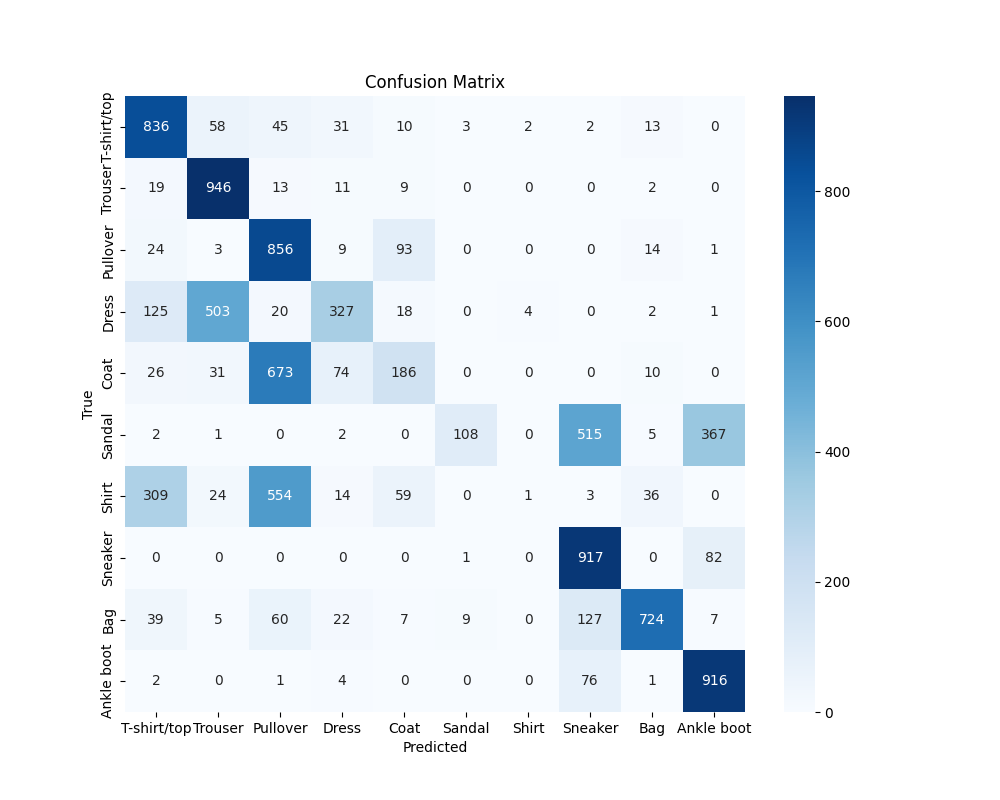 Confusion Matrix
T-shirt/top 836 58 45 31 10 3 2 2 13 0
Trouser 19 946 13 11 9 0 0 0 2 0
Pullover 24 3 856 9 93 0 0 0 14 1
Dress 125 503 20 327 18 0 4 0 2 1
Coat 26 31 673 74 186 0 0 0 10 0
Sandal 2 1 0 2 0 108 0 515 5 367
Shirt 309 24 554 14 59 0 1 3 36 0
Sneaker 0 0 0 0 0 1 0 917 0 82
Bag 39 5 60 22 7 9 0 127 724 7
Ankle boot 2 0 1 4 0 0 0 76 1 916
True
T-shirt/top Trouser Pullover Dress Coat Sandal Shirt Sneaker Bag Ankle boot
Predicted
800
600
400
200
0